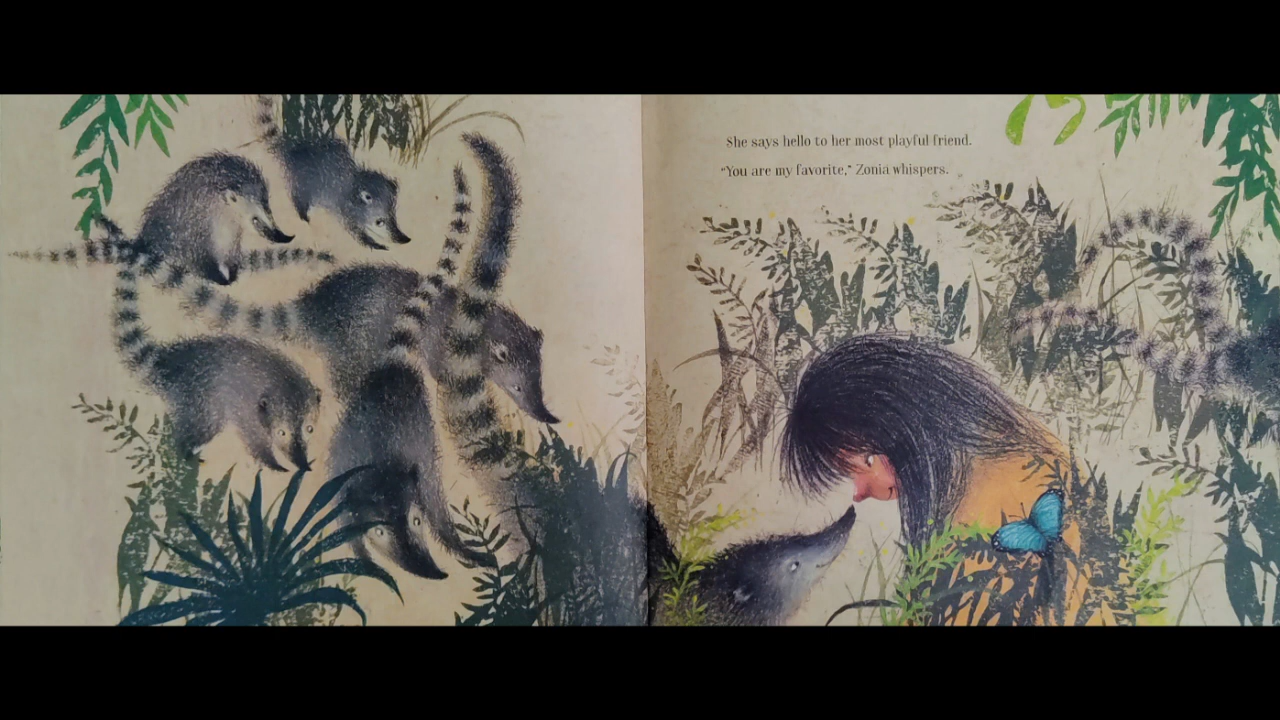 She says hello to her most playful friend.
“You are my favorite,” Zonia whispers.